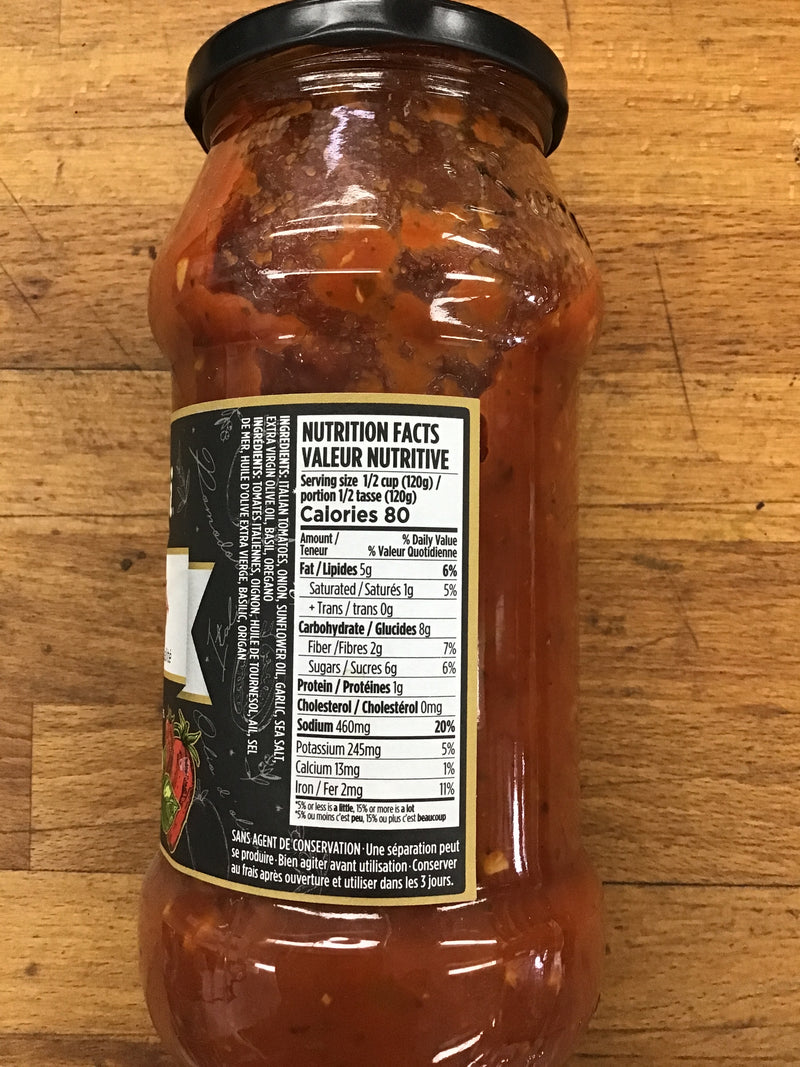 NUTRITION FACTS
VALEUR NUTRITIVE
Serving size 1/2 cup (120g) /
portion 1/2 tasse (120g)
Calories 80
Amount / % Daily Value
Teneur % Valeur Quotidienne
Fat / Lipides 5g 6%
Saturated / Saturés 1g 5%
+ Trans / trans 0g
Carbohydrate / Glucides 8g
Fiber / Fibres 2g 7%
Sugars / Sucres 6g 6%
Protein / Protéines 1g
Cholesterol / Cholestérol 0mg
Sodium 460mg 20%
Potassium 245mg 5%
Calcium 13mg 1%
Iron / Fer 2mg 11%
*5% or less is a little, 15% or more is a lot
*5% ou moins c'est peu, 15% ou plus c'est beaucoup
INGREDIENTS: ITALIAN TOMATOES, ONION, SUNFLOWER OIL, GARLIC, SEA SALT,
EXTRA VIRGIN OLIVE OIL, BASIL, OREGANO
INGRÉDIENTS: TOMATES ITALIENNES, OIGNON, HUILE DE TOURNESOL, AIL, SEL
DE MER, HUILE D'OLIVE EXTRA VIERGE, BASILIC, ORIGAN
SANS AGENT DE CONSERVATION · Une séparation peut
se produire · Bien agiter avant utilisation · Conserver
au frais après ouverture et utiliser dans les 3 jours.